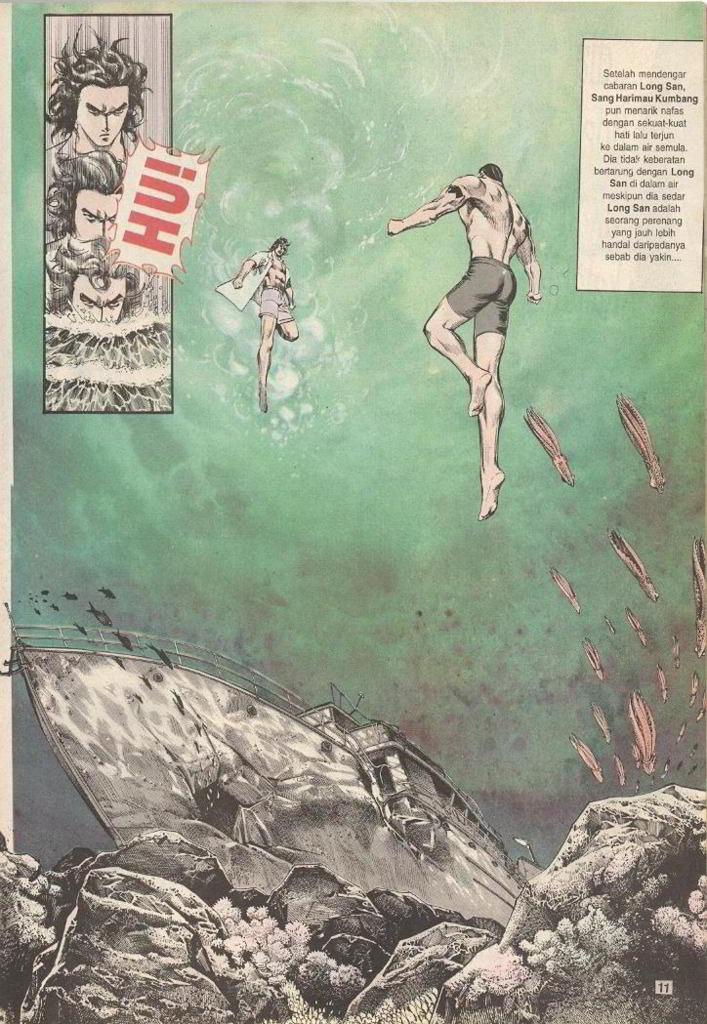 HU!
Setelah mendengar
cabaran Long San,
Sang Harimau Kumbang
pun menarik nafas
dengan sekuat-kuat
hati lalu terjun
ke dalam air semula.
Dia tidak keberatan
bertarung dengan Long
San di dalam air
meskipun dia sedar
Long San adalah
seorang perenang
yang jauh lebih
handal daripadanya
sebab dia yakin....
11